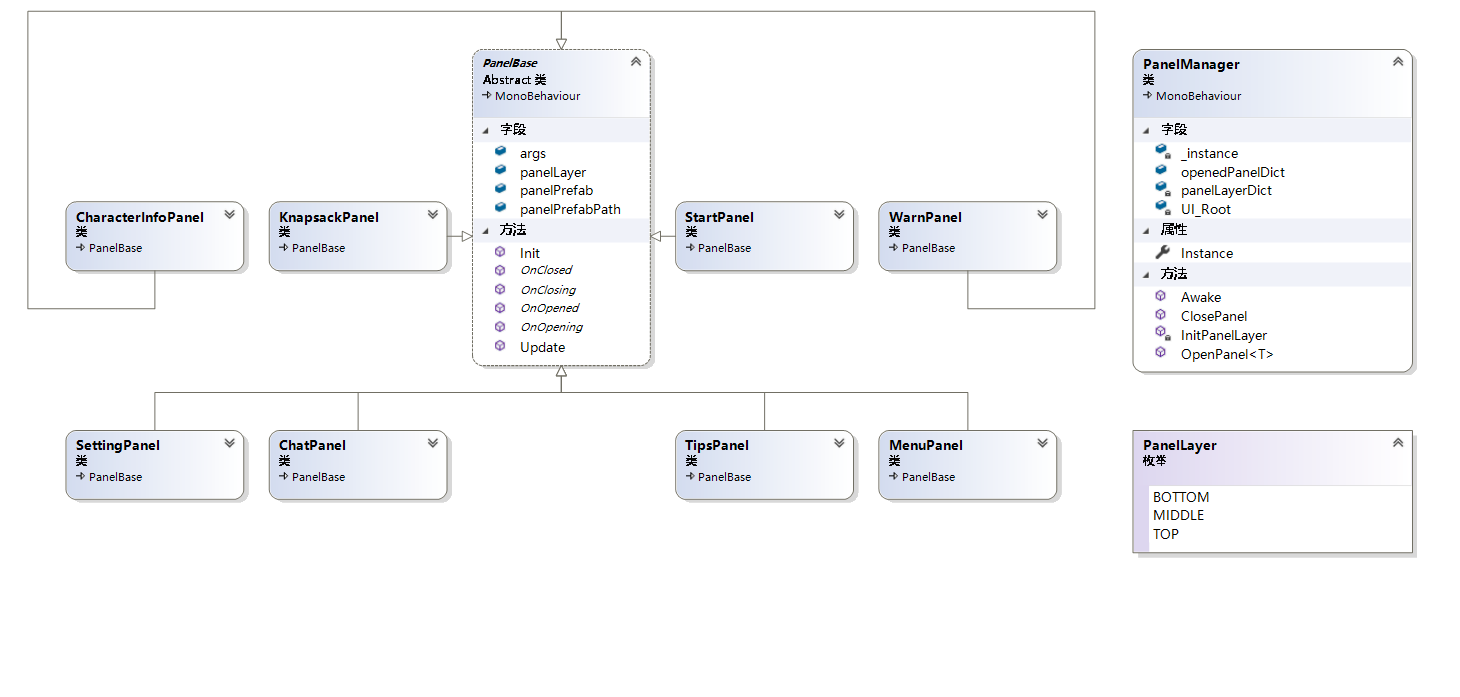 PanelBase
Abstract 类
MonoBehaviour
字段
args
panelLayer
panelPrefab
panelPrefabPath
方法
Init
OnClosed
OnClosing
OnOpened
OnOpening
Update
PanelManager
类
MonoBehaviour
字段
_instance
openedPanelDict
panelLayerDict
UI_Root
属性
Instance
方法
Awake
ClosePanel
InitPanelLayer
OpenPanel<T>
CharacterInfoPanel
类
PanelBase
KnapsackPanel
类
PanelBase
StartPanel
类
PanelBase
WarnPanel
类
PanelBase
SettingPanel
类
PanelBase
ChatPanel
类
PanelBase
TipsPanel
类
PanelBase
MenuPanel
类
PanelBase
PanelLayer
枚举
BOTTOM
MIDDLE
TOP